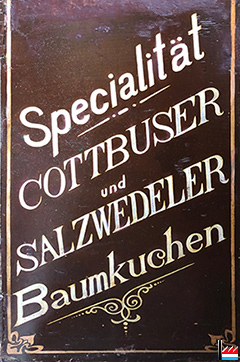 Specialität
COTTBUSER
und
SALZWEDELER
Baumkuchen